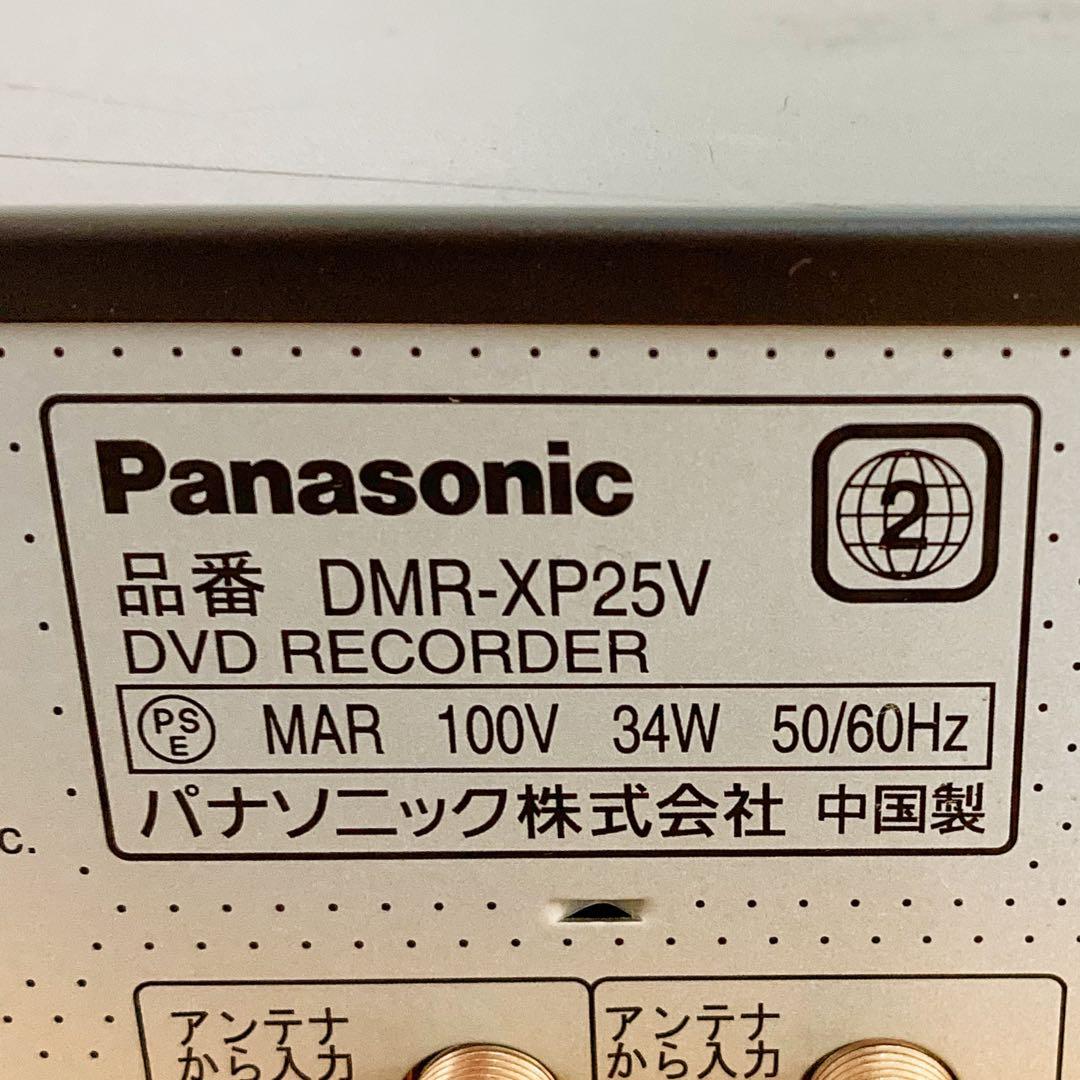 Panasonic
2
品番 DMR-XP25V
DVD RECORDER
PS E MAR 100V 34W 50/60Hz
パナソニック株式会社 中国製
c.
アンテナ アンテナ
から入力 から入力